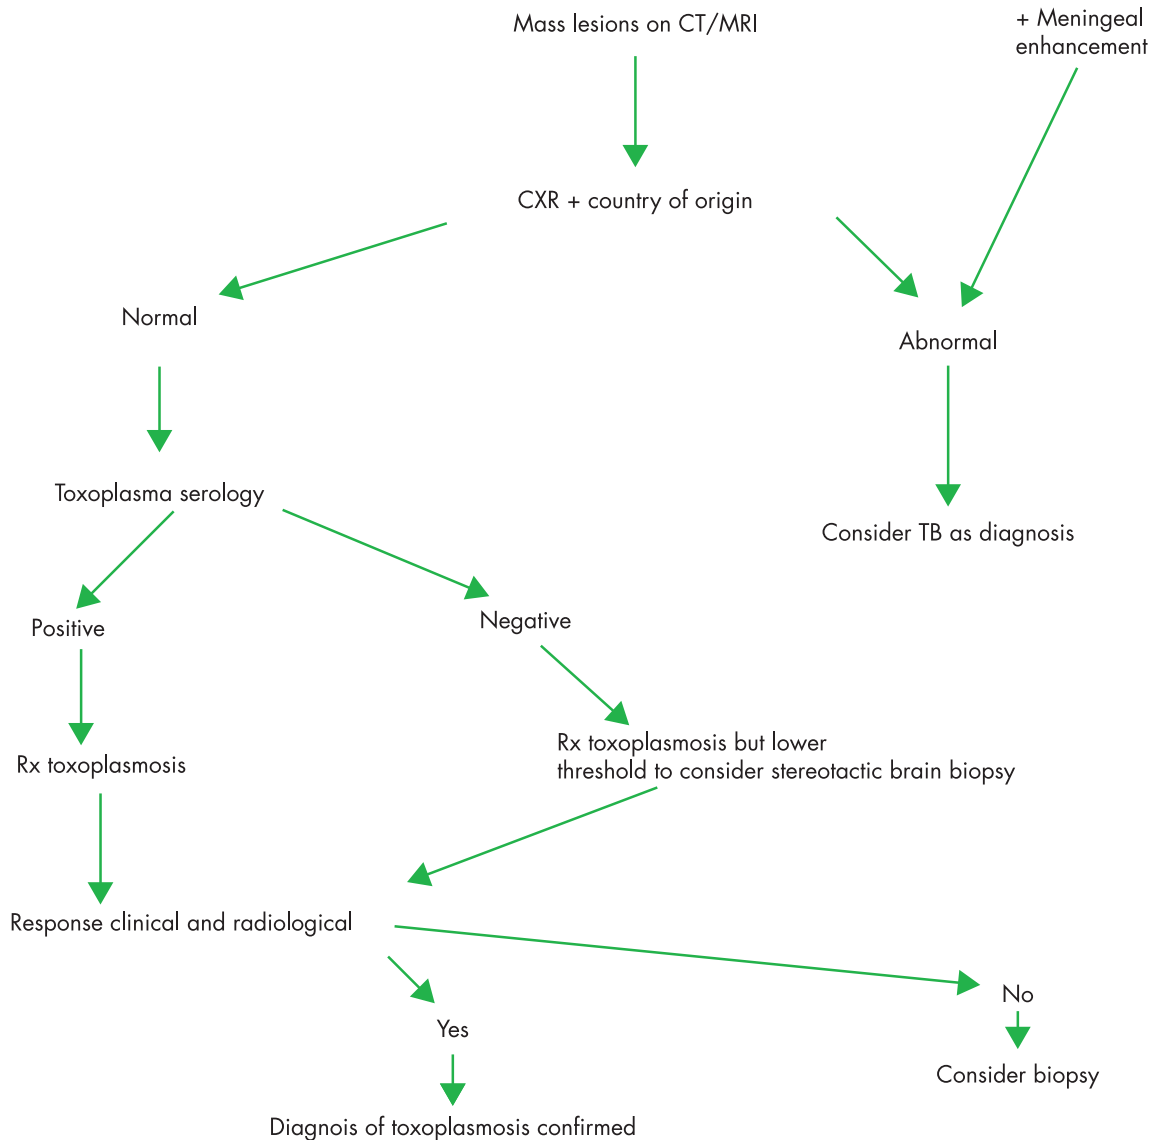 Mass lesions on CT/MRI
+ Meningeal
enhancement
CXR + country of origin
Normal
Abnormal
Toxoplasma serology
Consider TB as diagnosis
Positive
Negative
Rx toxoplasmosis
Rx toxoplasmosis but lower
threshold to consider stereotactic brain biopsy
Response clinical and radiological
No
Yes
Consider biopsy
Diagnois of toxoplasmosis confirmed